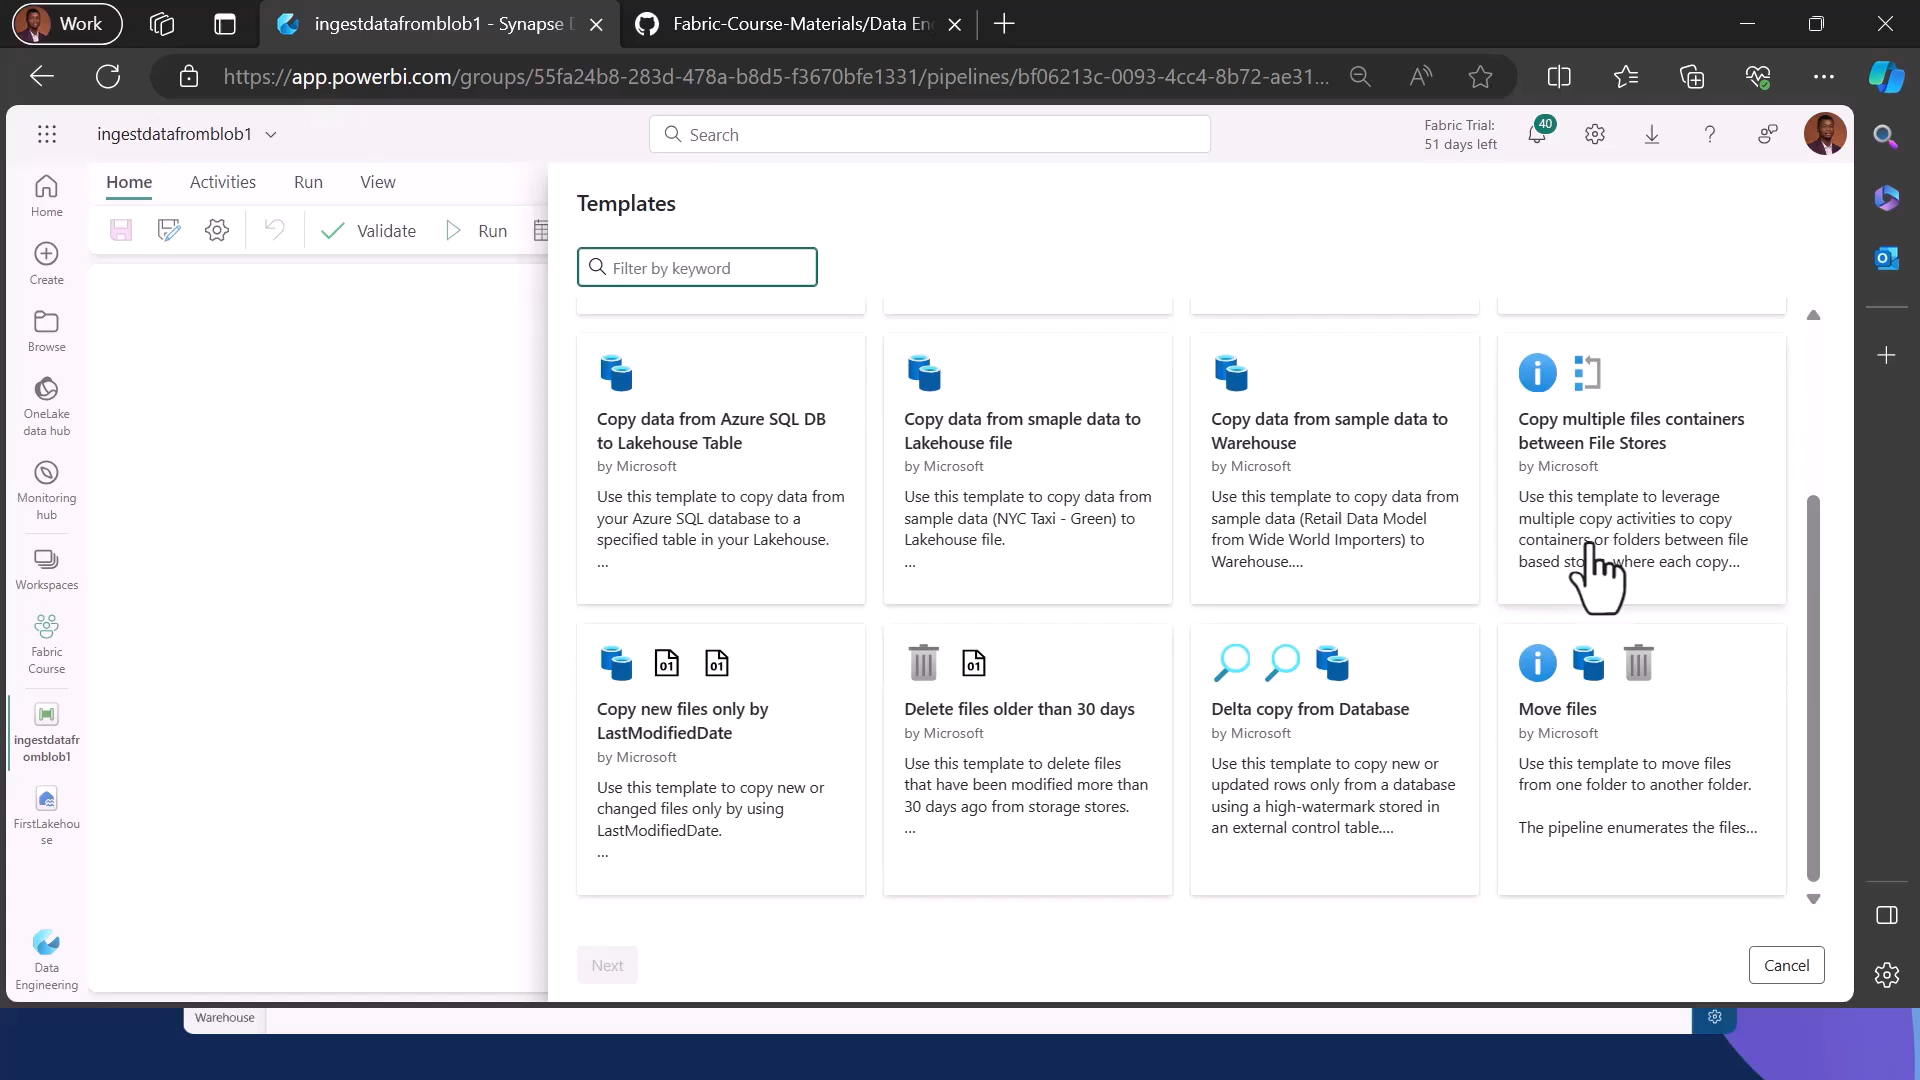 Work
ingestdatafromblob1 - Synapse D
Fabric-Course-Materials/Data En
https://app.powerbi.com/groups/55fa24b8-283d-478a-b8d5-f3670bfe1331/pipelines/bf06213c-0093-4cc4-8b72-ae31...
ingestdatafromblob1
Search
Fabric Trial:
51 days left
40
Home
Activities
Run
View
Validate
Run
Home
Create
Browse
OneLake
data hub
Monitoring
hub
Workspaces
Fabric
Course
ingestdatafr
omblob1
FirstLakehou
se
Data
Engineering
Templates
Filter by keyword
Copy data from Azure SQL DB
to Lakehouse Table
by Microsoft
Use this template to copy data from
your Azure SQL database to a
specified table in your Lakehouse.
...
Copy data from smaple data to
Lakehouse file
by Microsoft
Use this template to copy data from
sample data (NYC Taxi - Green) to
Lakehouse file.
...
Copy data from sample data to
Warehouse
by Microsoft
Use this template to copy data from
sample data (Retail Data Model
from Wide World Importers) to
Warehouse....
Copy multiple files containers
between File Stores
by Microsoft
Use this template to leverage
multiple copy activities to copy
containers or folders between file
based where each copy...
01
01
Copy new files only by
LastModifiedDate
by Microsoft
Use this template to copy new or
changed files only by using
LastModifiedDate.
...
01
Delete files older than 30 days
by Microsoft
Use this template to delete files
that have been modified more than
30 days ago from storage stores.
...
Delta copy from Database
by Microsoft
Use this template to copy new or
updated rows only from a database
using a high-watermark stored in
an external control table....
Move files
by Microsoft
Use this template to move files
from one folder to another folder.
The pipeline enumerates the files...
Next
Cancel
Warehouse